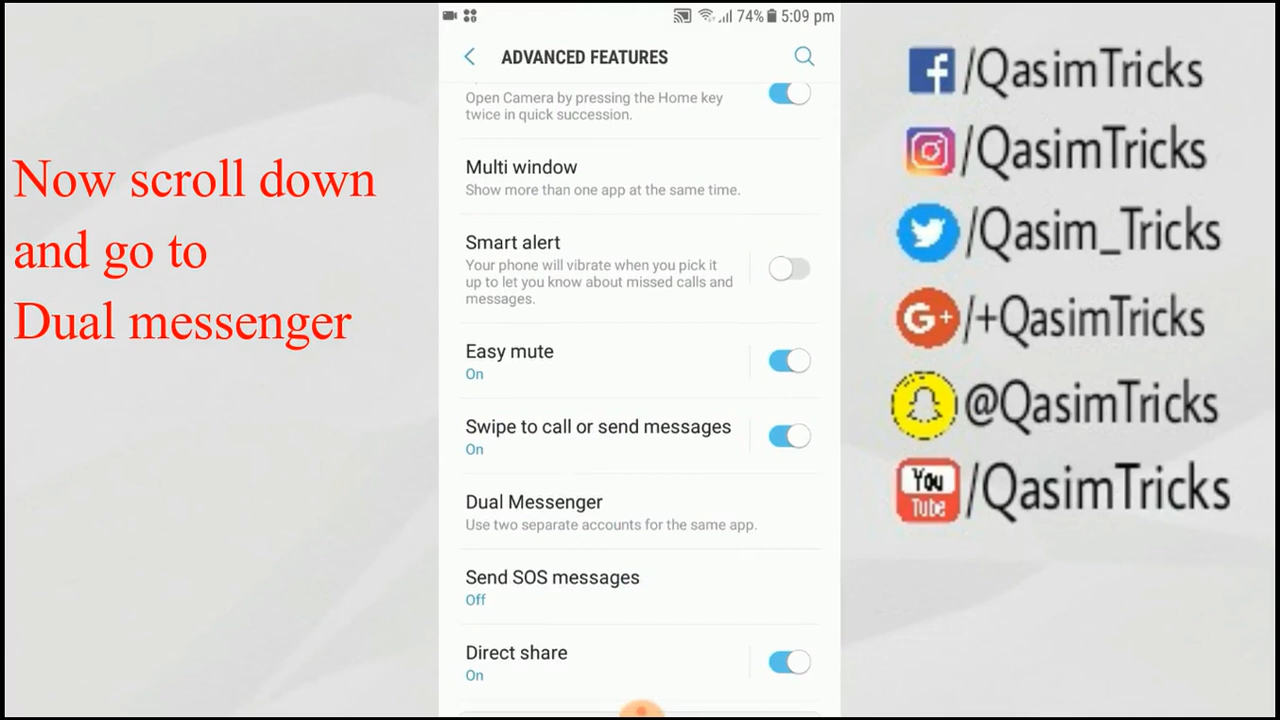 Now scroll down
and go to
Dual messenger
74% 5:09 pm
ADVANCED FEATURES
Open Camera by pressing the Home key
twice in quick succession.
Multi window
Show more than one app at the same time.
Smart alert
Your phone will vibrate when you pick it
up to let you know about missed calls and
messages.
Easy mute
On
Swipe to call or send messages
On
Dual Messenger
Use two separate accounts for the same app.
Send SOS messages
Off
Direct share
On
/QasimTricks
/QasimTricks
/Qasim_Tricks
G+ /+QasimTricks
@QasimTricks
You
Tube /QasimTricks